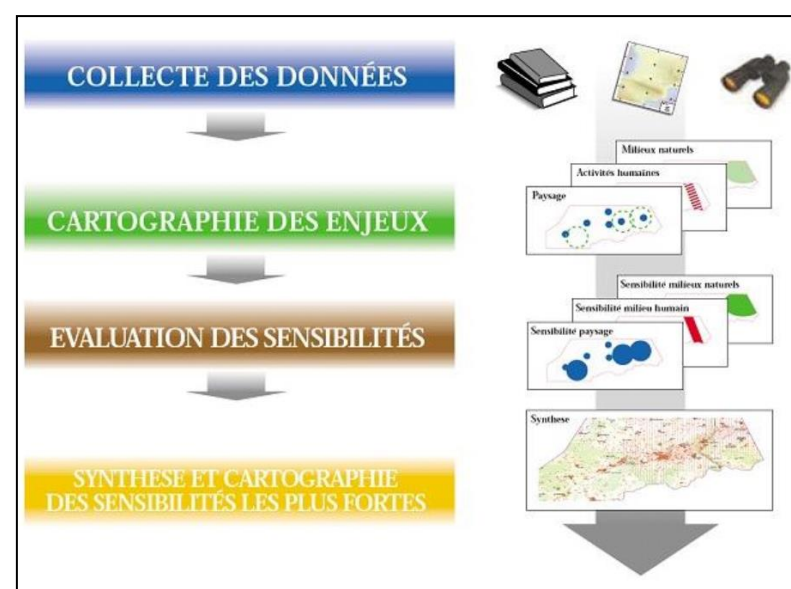 COLLECTE DES DONNÉES
Milieux naturels
Activités humaines
Paysage
CARTOGRAPHIE DES ENJEUX
Sensibilité milieux naturels
Sensibilité milieu humain
Sensibilité paysage
EVALUATION DES SENSIBILITÉS
Synthese
SYNTHESE ET CARTOGRAPHIE
DES SENSIBILITÉS LES PLUS FORTES